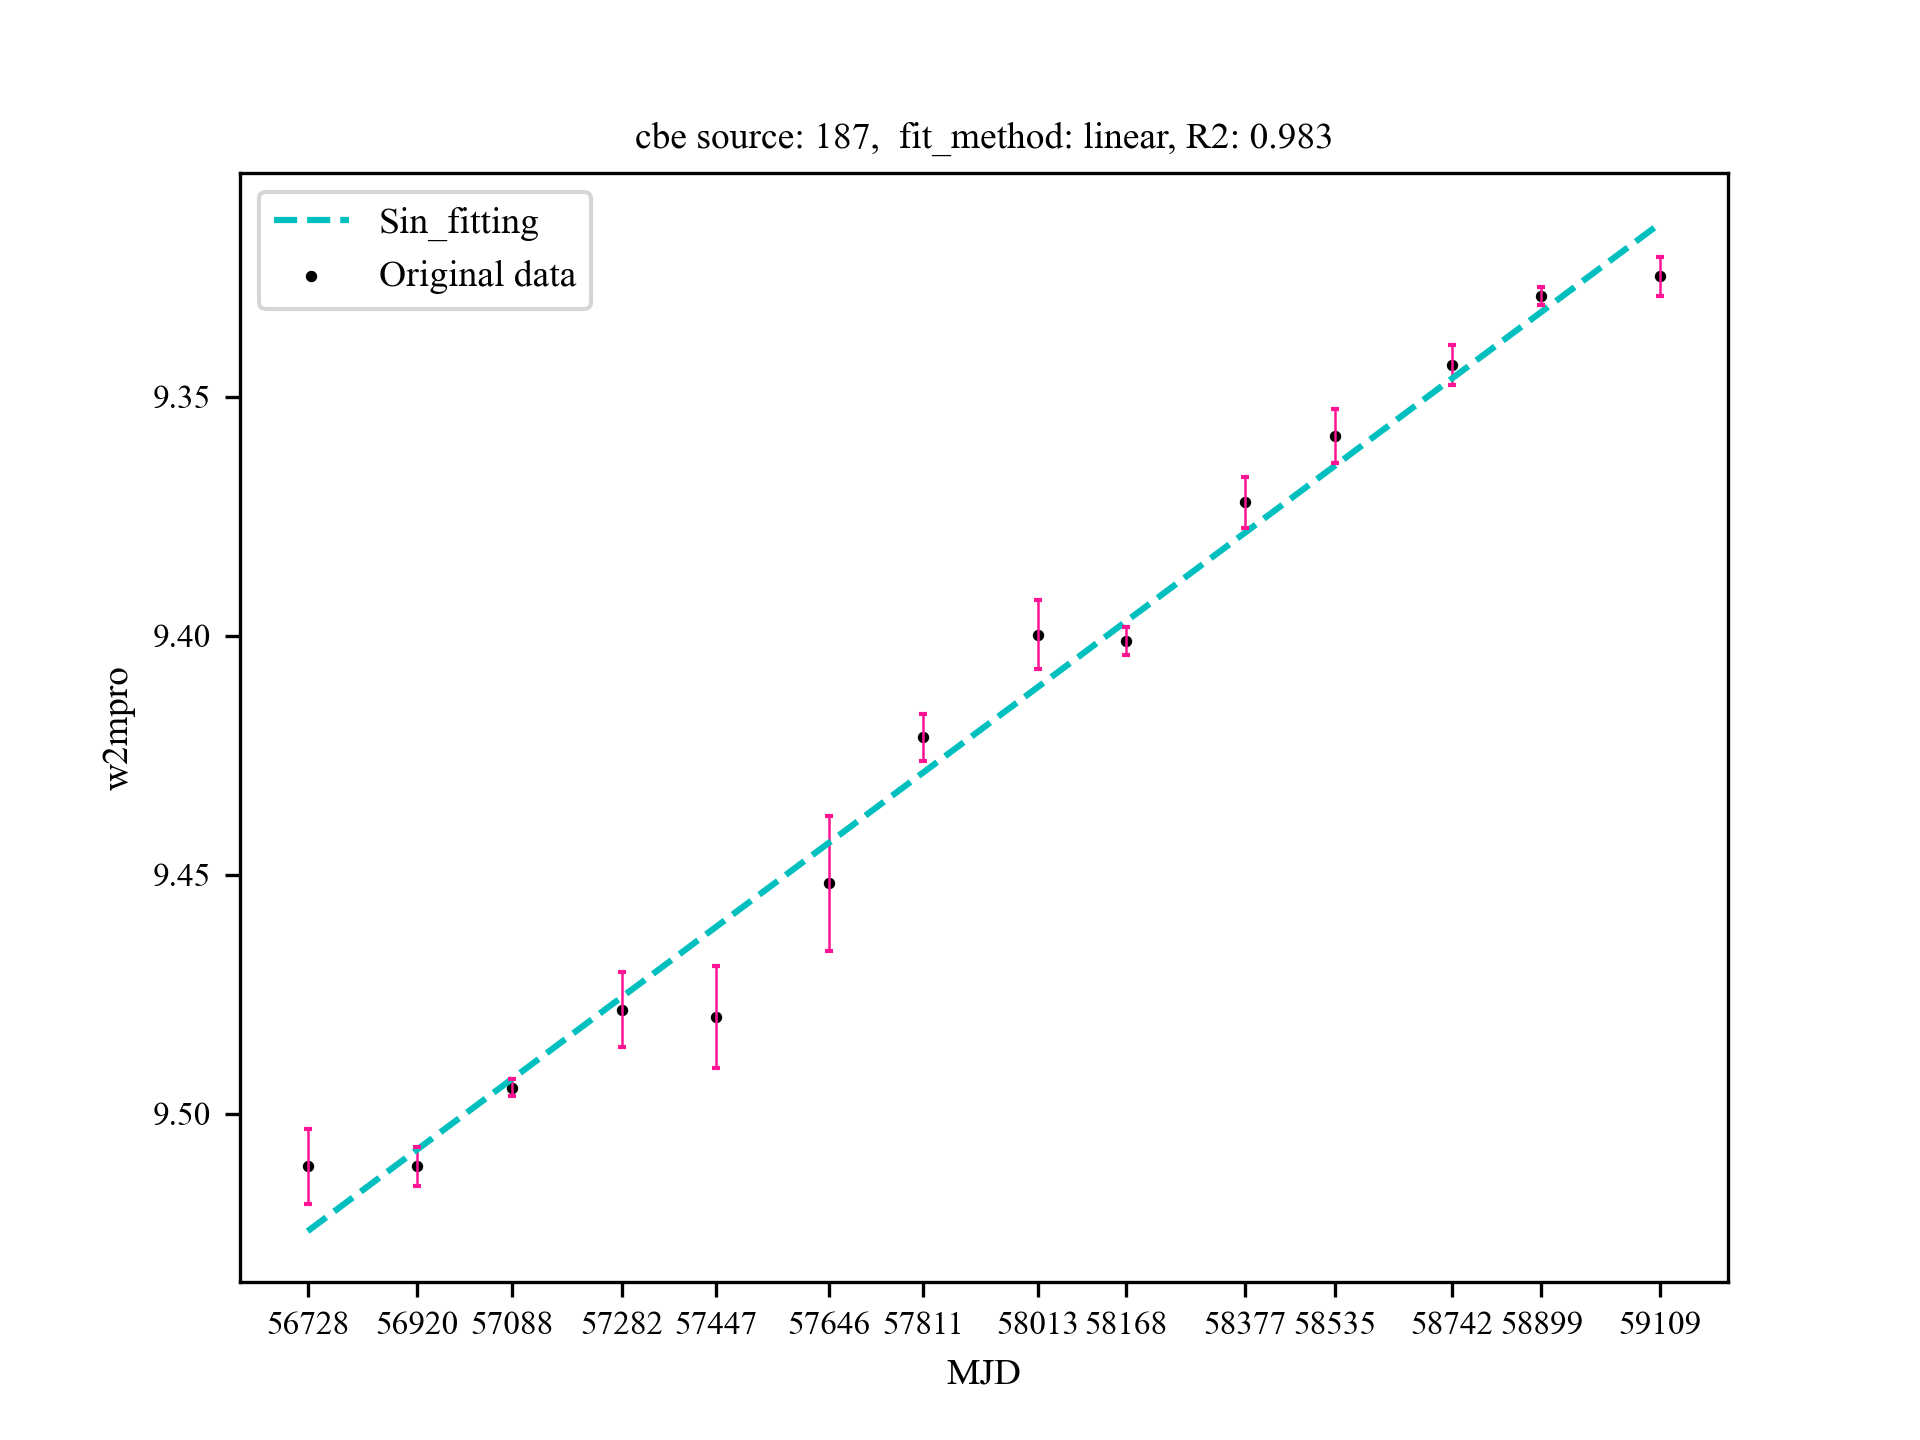 cbe source: 187,  fit_method: linear, R2: 0.983
Sin_fitting
Original data
9.35
9.40
9.45
9.50
w2mpro
56728 56920 57088 57282 57447 57646 57811 58013 58168 58377 58535 58742 58899 59109
MJD